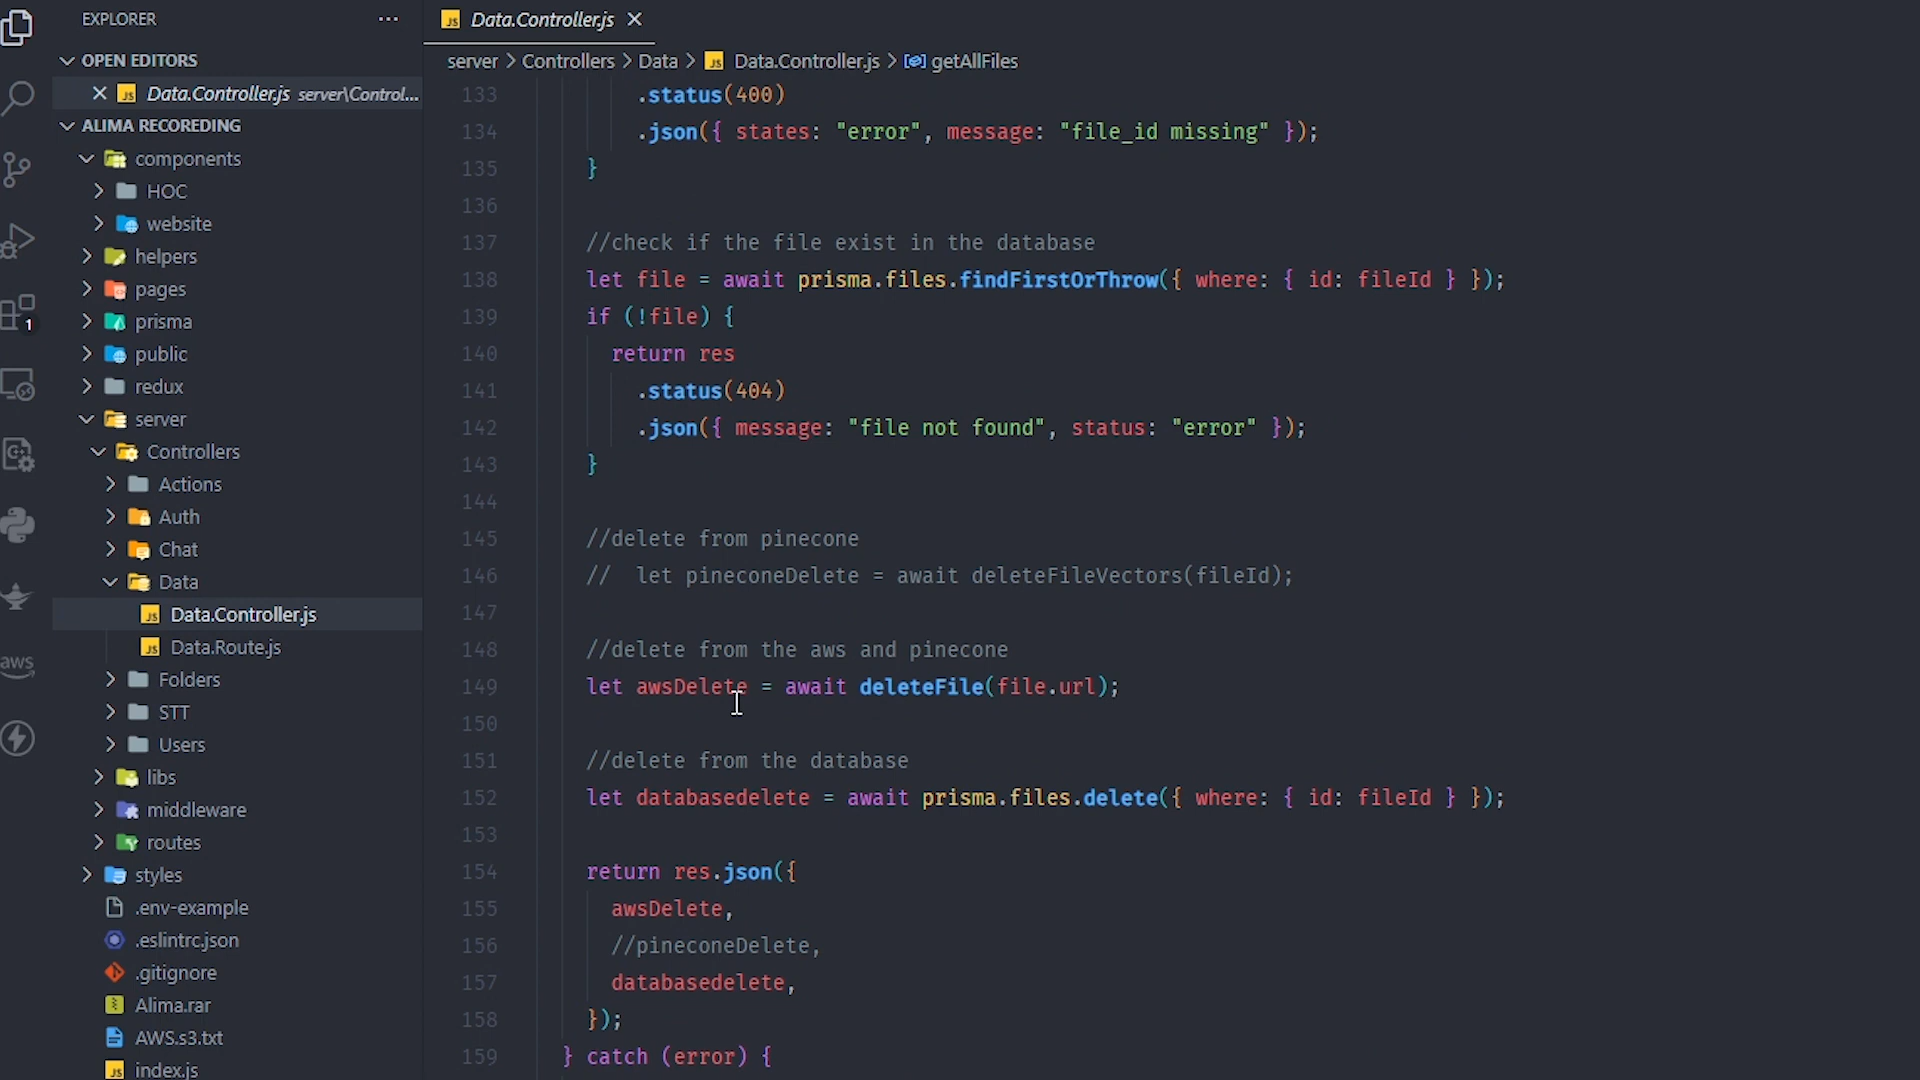 EXPLORER
OPEN EDITORS
Data.Controller.js server\Control...
ALIMA RECOREDING
components
HOC
website
helpers
pages
prisma
public
redux
server
Controllers
Actions
Auth
Chat
Data
Data.Controller.js
Data.Route.js
Folders
STT
Users
libs
middleware
routes
styles
.env-example
.eslintrc.json
.gitignore
Alima.rar
AWS.s3.txt
index.js
1
aws
Data.Controller.js
server > Controllers > Data > JS Data.Controller.js > getAllFiles
133 .status(400)
134 .json({ states: "error", message: "file_id missing" });
135 }
136
137 //check if the file exist in the database
138 let file = await prisma.files.findFirstOrThrow({ where: { id: fileId } });
139 if (!file) {
140 return res
141 .status(404)
142 .json({ message: "file not found", status: "error" });
143 }
144
145 //delete from pinecone
146 //  let pineconeDelete = await deleteFileVectors(fileId);
147
148 //delete from the aws and pinecone
149 let awsDelete = await deleteFile(file.url);
150
151 //delete from the database
152 let databasedelete = await prisma.files.delete({ where: { id: fileId } });
153
154 return res.json({
155 awsDelete,
156 //pineconeDelete,
157 databasedelete,
158 });
159 } catch (error) {